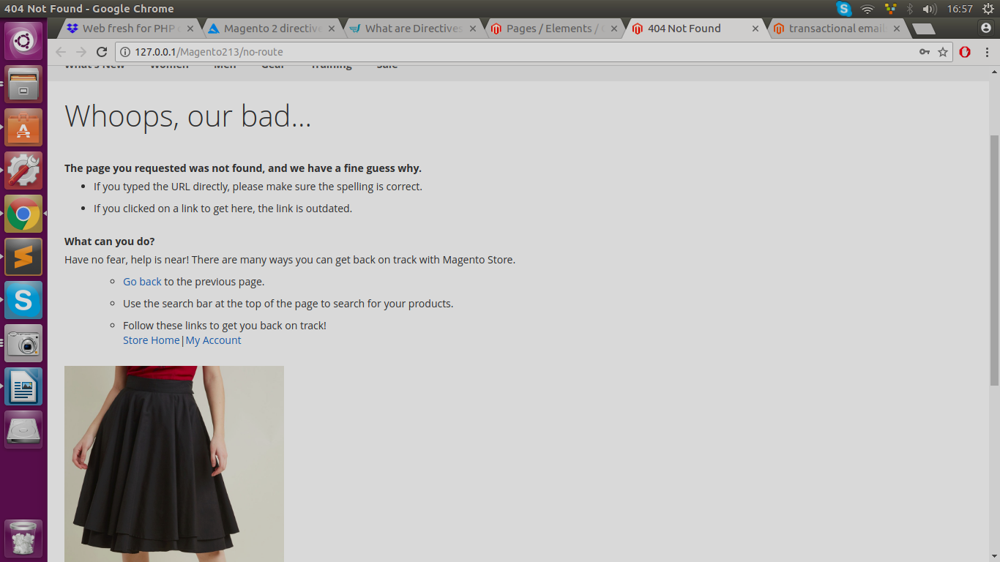 404 Not Found - Google Chrome
16:57
Web fresh for PHP
Magento 2 directive
What are Directives
Pages / Elements /
404 Not Found
transactional emails
127.0.0.1/Magento213/no-route
What's New Women Men Gear Training Sale
Whoops, our bad...
The page you requested was not found, and we have a fine guess why.
If you typed the URL directly, please make sure the spelling is correct.
If you clicked on a link to get here, the link is outdated.
What can you do?
Have no fear, help is near! There are many ways you can get back on track with Magento Store.
Go back to the previous page.
Use the search bar at the top of the page to search for your products.
Follow these links to get you back on track!
Store Home|My Account